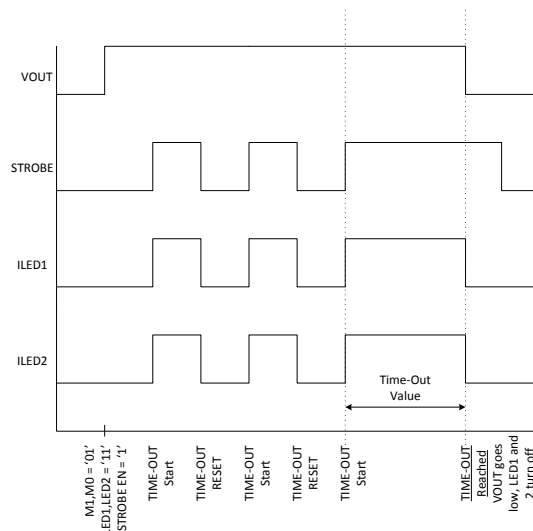 VOUT
STROBE
ILED1
ILED2
Time-Out
Value
M1,M0 = ‘01’
LED1,LED2 = ‘11’
STROBE EN = ‘1’
TIME-OUT
Start
TIME-OUT
RESET
TIME-OUT
Start
TIME-OUT
RESET
TIME-OUT
Start
TIME-OUT
Reached
VOUT goes
low, LED1 and
2 turn off